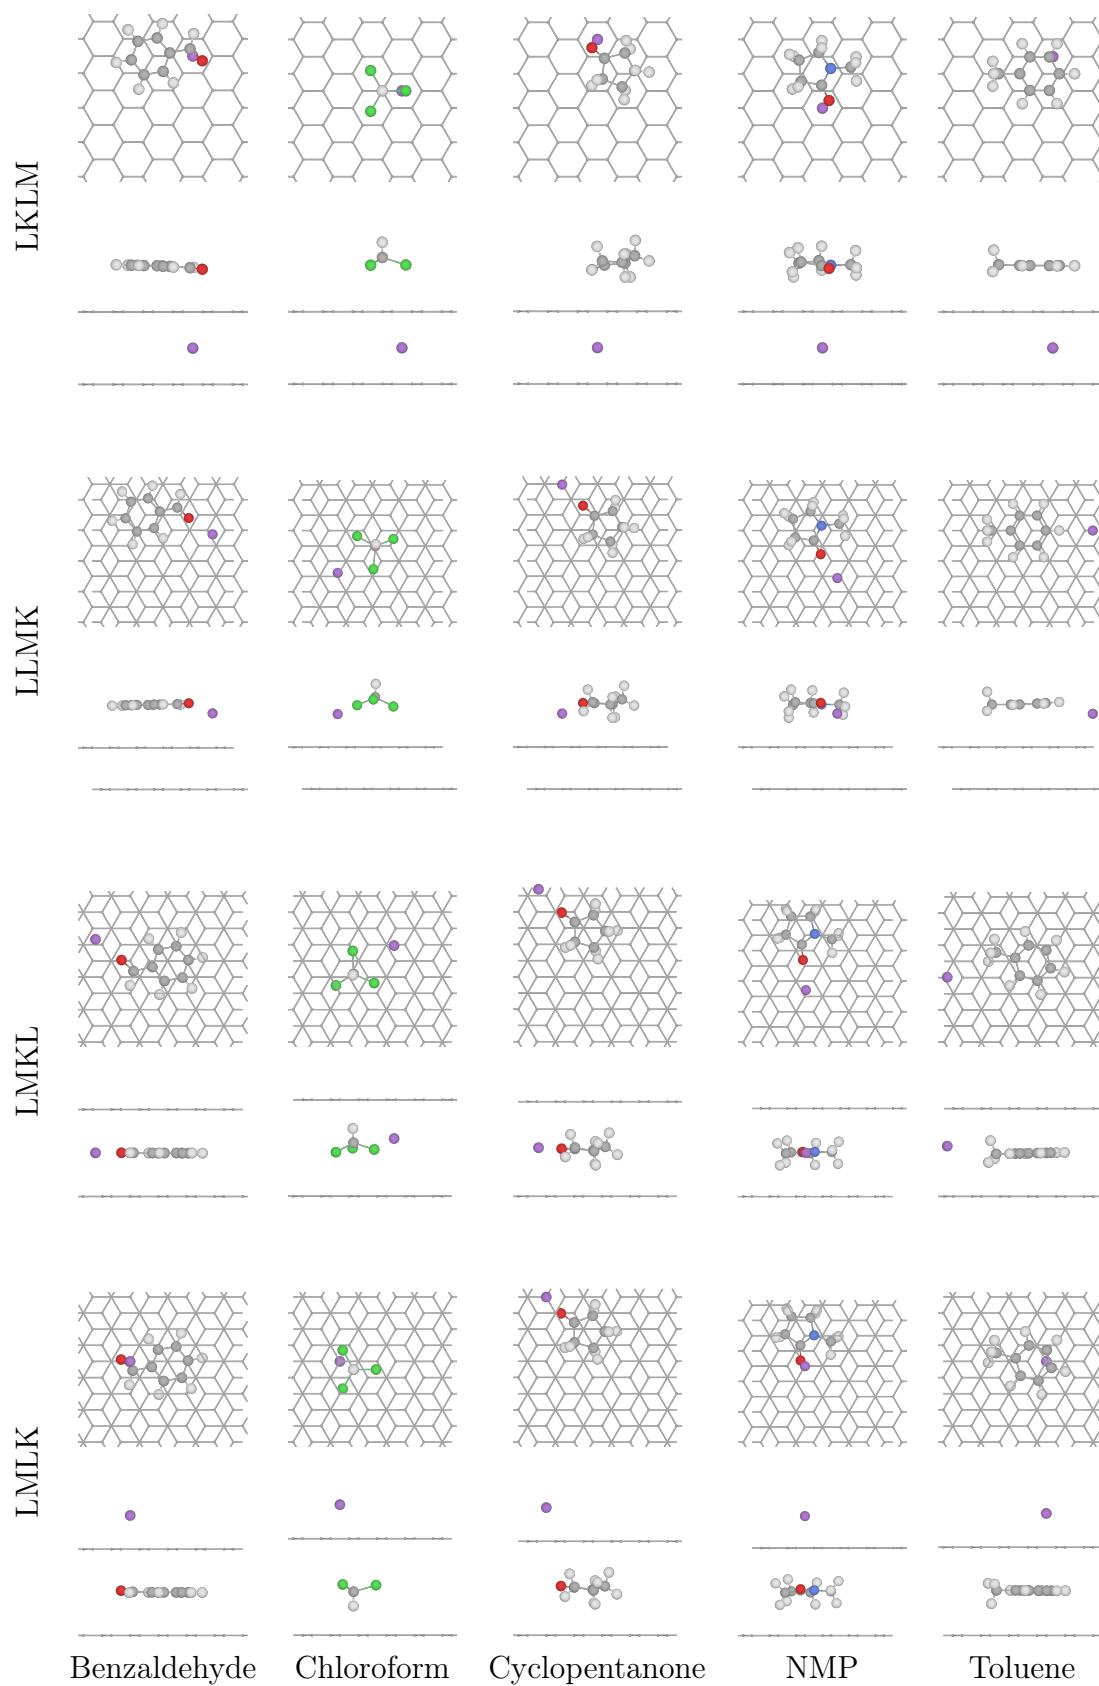 LKLM
LLMK
LMKL
LMLK
Benzaldehyde
Chloroform
Cyclopentanone
NMP
Toluene